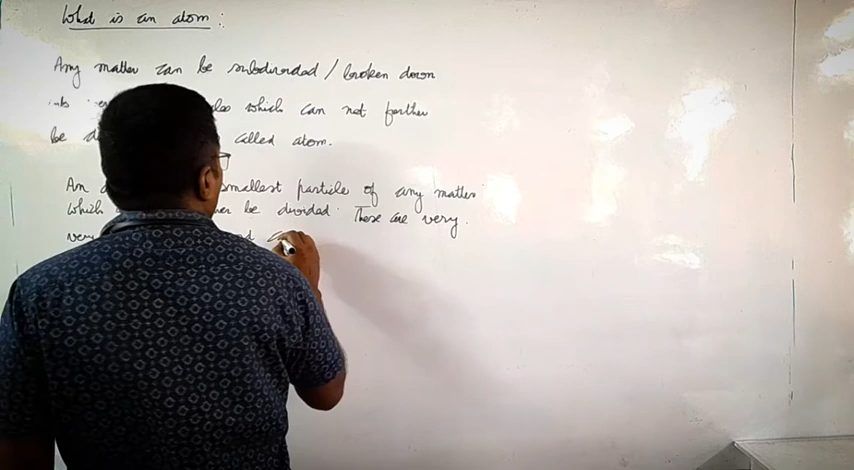 What is an atom :
Any matter can be subdivided / broken down
which can not further
be called atom.
An smallest particle of any matter
which be divided. These are very
very